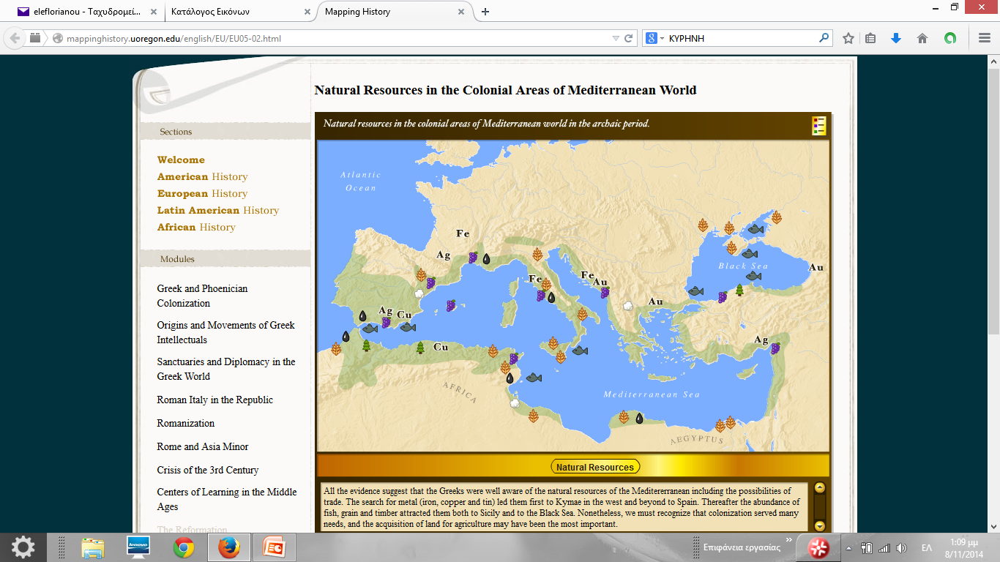 eleflorianou - Ταχυδρομεί...
Κατάλογος Εικόνων
Mapping History
mappinghistory.uoregon.edu/english/EU/EU05-02.html
ΚΥΡΗΝΗ
Sections
Welcome
American History
European History
Latin American History
African History
Modules
Greek and Phoenician
Colonization
Origins and Movements of Greek
Intellectuals
Sanctuaries and Diplomacy in the
Greek World
Roman Italy in the Republic
Romanization
Rome and Asia Minor
Crisis of the 3rd Century
Centers of Learning in the Middle
Ages
The Reformation
Natural Resources in the Colonial Areas of Mediterranean World
Natural resources in the colonial areas of Mediterranean world in the archaic period.
Atlantic
Ocean
Fe
Ag
Black Sea
Au
Fe
Fe
Au
Au
Ag
Cu
Ag
Cu
AFRICA
Mediterranean Sea
AEGYPTUS
Natural Resources
All the evidence suggest that the Greeks were well aware of the natural resources of the Meditererranean including the possibilities of
trade. The search for metal (iron, copper and tin) led them first to Kymae in the west and beyond to Spain. Thereafter the abundance of
fish, grain and timber attracted them both to Sicily and to the Black Sea. Nonetheless, we must recognize that colonization served many
needs, and the acquisition of land for agriculture may have been the most important.
lenovo
Επιφάνεια εργασίας
ΕΛ
1:09 μμ
8/11/2014